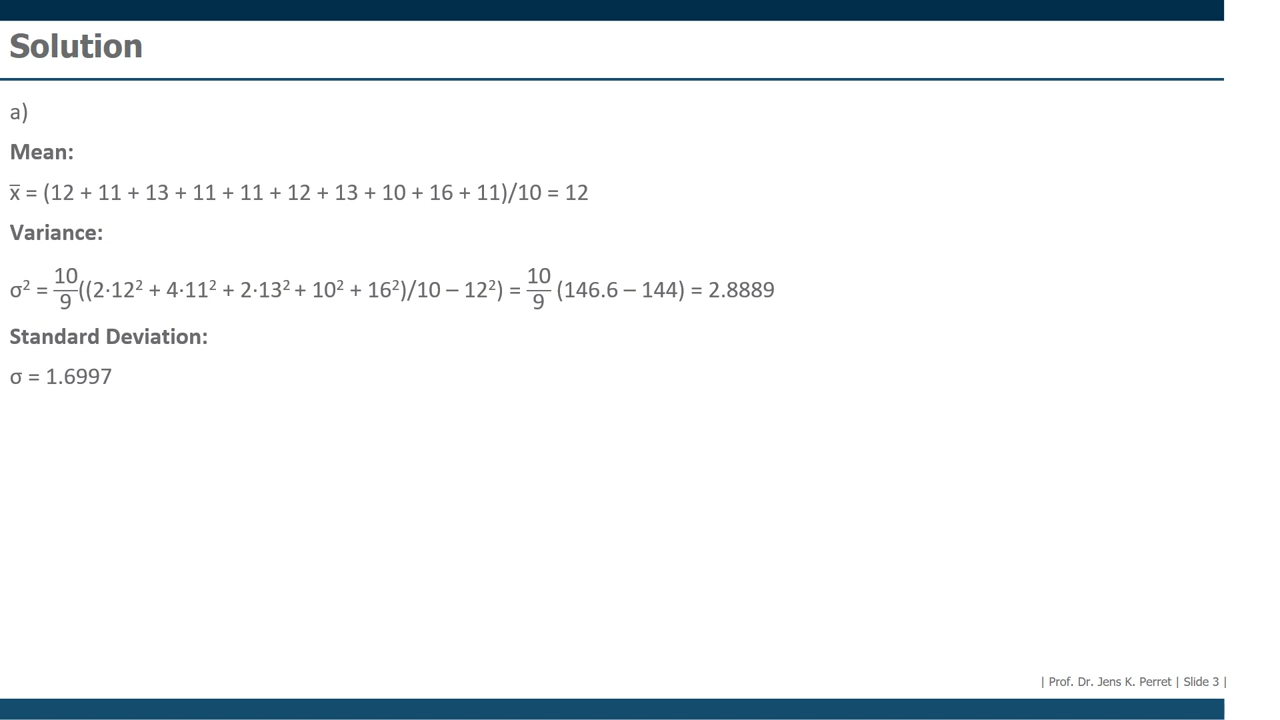 Solution
a)
Mean:
x̅ = (12 + 11 + 13 + 11 + 11 + 12 + 13 + 10 + 16 + 11)/10 = 12
Variance:
σ² = 10/9((2·12² + 4·11² + 2·13² + 10² + 16²)/10 – 12²) = 10/9 (146.6 – 144) = 2.8889
Standard Deviation:
σ = 1.6997
| Prof. Dr. Jens K. Perret | Slide 3 |